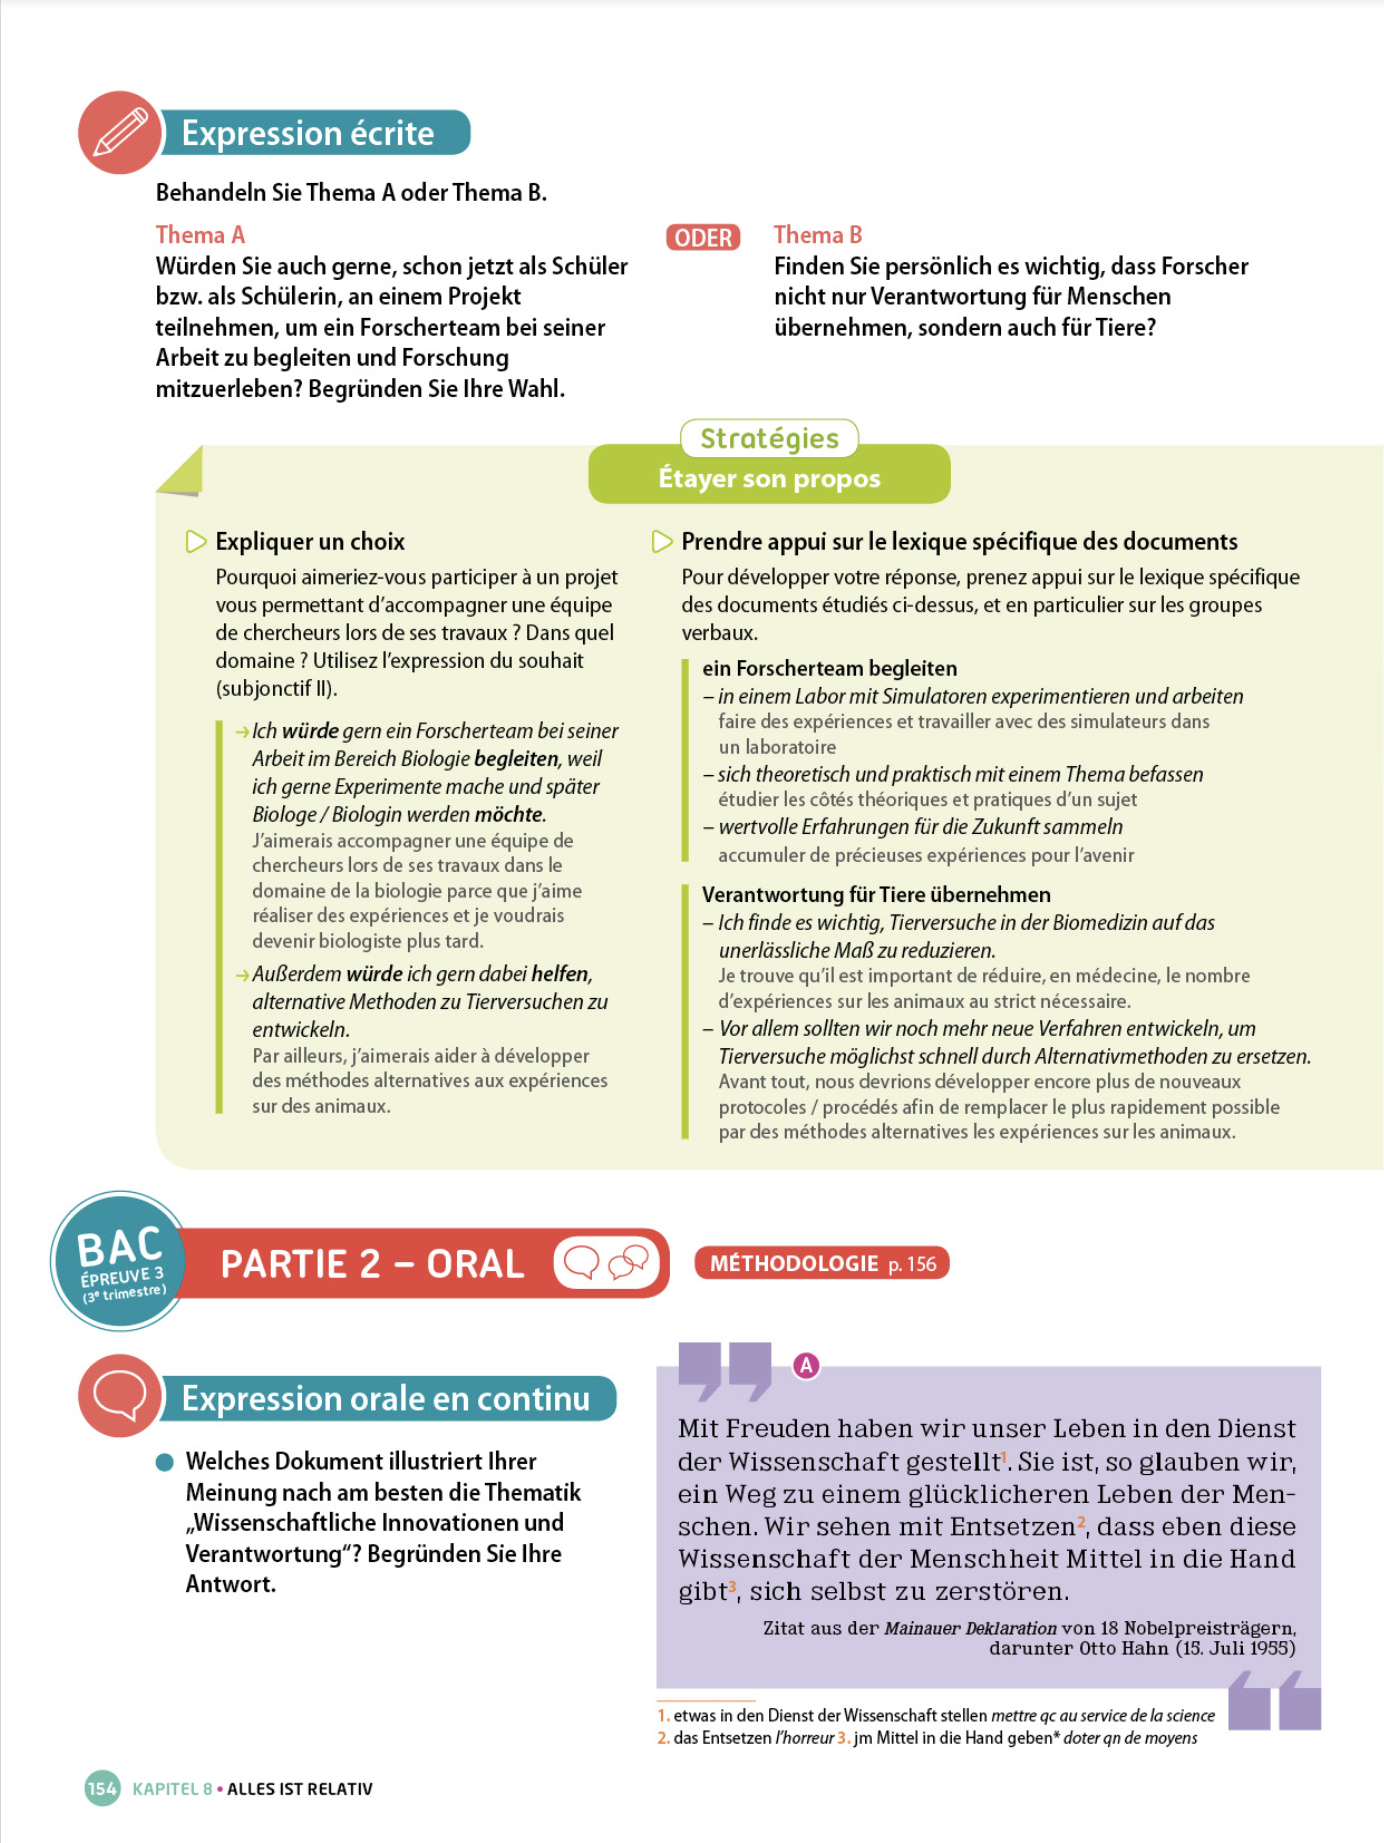 Expression écrite
Behandeln Sie Thema A oder Thema B.
Thema A
Würden Sie auch gerne, schon jetzt als Schüler
bzw. als Schülerin, an einem Projekt
teilnehmen, um ein Forscherteam bei seiner
Arbeit zu begleiten und Forschung
mitzuerleben? Begründen Sie Ihre Wahl.
ODER
Thema B
Finden Sie persönlich es wichtig, dass Forscher
nicht nur Verantwortung für Menschen
übernehmen, sondern auch für Tiere?
Stratégies
Étayer son propos
Expliquer un choix
Pourquoi aimeriez-vous participer à un projet
vous permettant d’accompagner une équipe
de chercheurs lors de ses travaux ? Dans quel
domaine ? Utilisez l’expression du souhait
(subjonctif II).
→ Ich würde gern ein Forscherteam bei seiner
Arbeit im Bereich Biologie begleiten, weil
ich gerne Experimente mache und später
Biologe / Biologin werden möchte.
J’aimerais accompagner une équipe de
chercheurs lors de ses travaux dans le
domaine de la biologie parce que j’aime
réaliser des expériences et je voudrais
devenir biologiste plus tard.
→ Außerdem würde ich gern dabei helfen,
alternative Methoden zu Tierversuchen zu
entwickeln.
Par ailleurs, j’aimerais aider à développer
des méthodes alternatives aux expériences
sur des animaux.
Prendre appui sur le lexique spécifique des documents
Pour développer votre réponse, prenez appui sur le lexique spécifique
des documents étudiés ci-dessus, et en particulier sur les groupes
verbaux.
ein Forscherteam begleiten
– in einem Labor mit Simulatoren experimentieren und arbeiten
faire des expériences et travailler avec des simulateurs dans
un laboratoire
– sich theoretisch und praktisch mit einem Thema befassen
étudier les côtés théoriques et pratiques d’un sujet
– wertvolle Erfahrungen für die Zukunft sammeln
accumuler de précieuses expériences pour l’avenir
Verantwortung für Tiere übernehmen
– Ich finde es wichtig, Tierversuche in der Biomedizin auf das
unerlässliche Maß zu reduzieren.
Je trouve qu’il est important de réduire, en médecine, le nombre
d’expériences sur les animaux au strict nécessaire.
– Vor allem sollten wir noch mehr neue Verfahren entwickeln, um
Tierversuche möglichst schnell durch Alternativmethoden zu ersetzen.
Avant tout, nous devrions développer encore plus de nouveaux
protocoles / procédés afin de remplacer le plus rapidement possible
par des méthodes alternatives les expériences sur les animaux.
BAC
ÉPREUVE 3
(3e trimestre)
PARTIE 2 – ORAL
MÉTHODOLOGIE p. 156
Expression orale en continu
Welches Dokument illustriert Ihrer
Meinung nach am besten die Thematik
„Wissenschaftliche Innovationen und
Verantwortung“? Begründen Sie Ihre
Antwort.
A
Mit Freuden haben wir unser Leben in den Dienst
der Wissenschaft gestellt1. Sie ist, so glauben wir,
ein Weg zu einem glücklicheren Leben der Men-
schen. Wir sehen mit Entsetzen2, dass eben diese
Wissenschaft der Menschheit Mittel in die Hand
gibt3, sich selbst zu zerstören.
Zitat aus der Mainauer Deklaration von 18 Nobelpreisträgern,
darunter Otto Hahn (15. Juli 1955)
1. etwas in den Dienst der Wissenschaft stellen mettre qc au service de la science
2. das Entsetzen l’horreur 3. jm Mittel in die Hand geben* doter qn de moyens
154 KAPITEL 8 • ALLES IST RELATIV